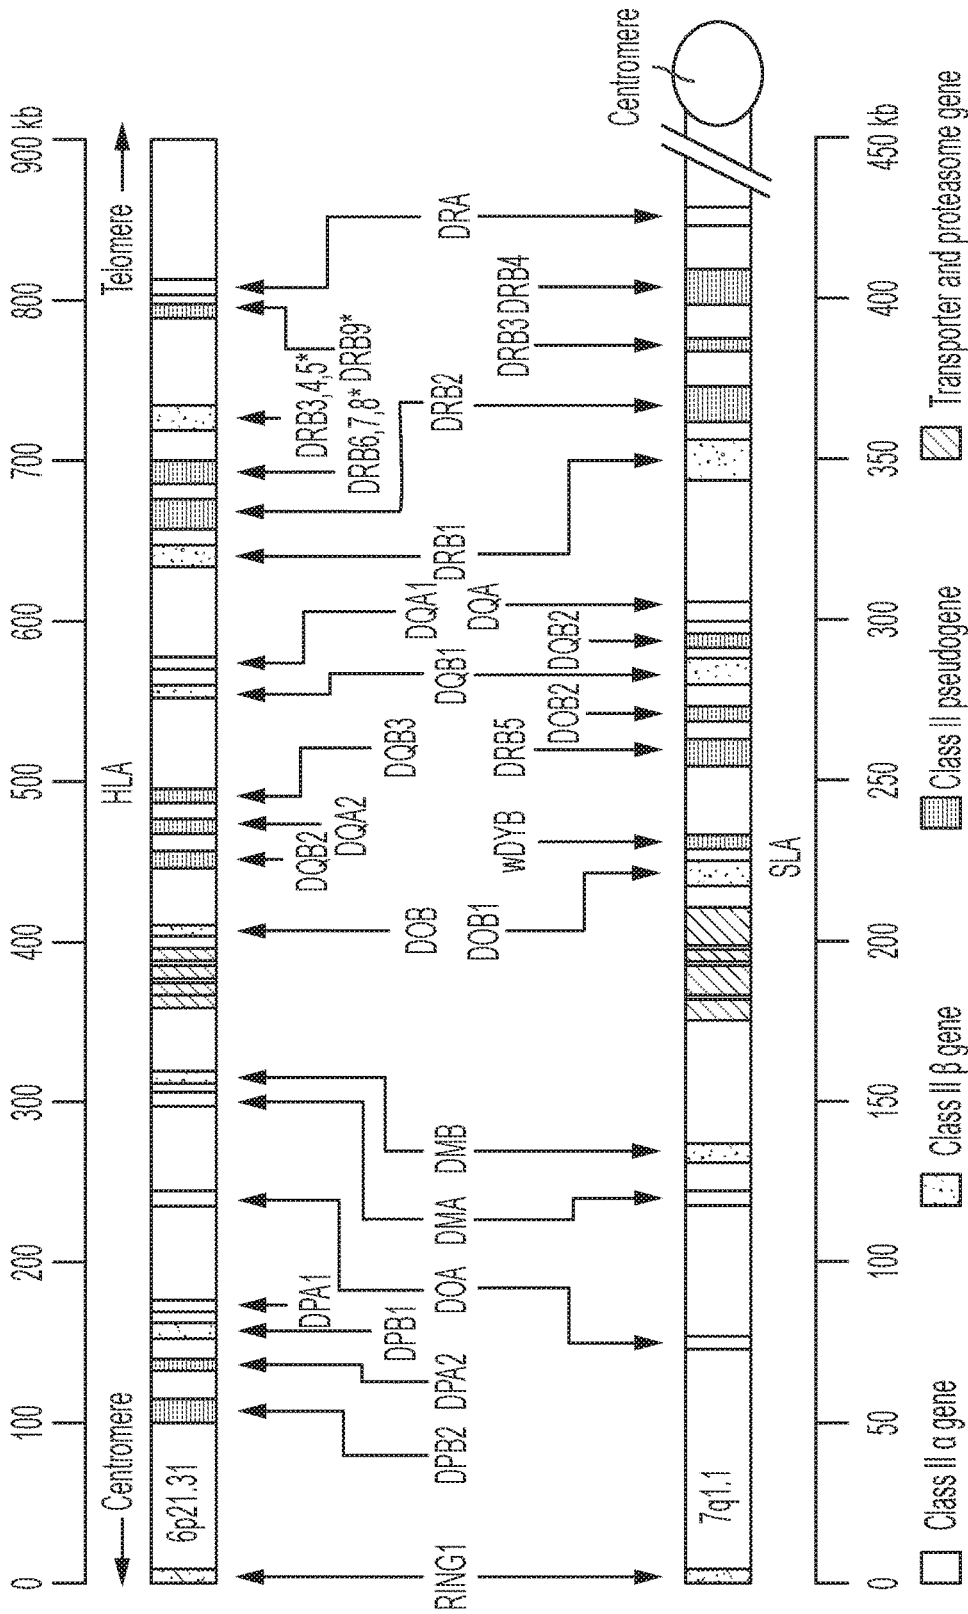 0 100 200 300 400 500 600 700 800 900 kb
Centromere HLA Telomere
6p21.31
DPA1 DQB2 DRB3,4,5*
DQA2 DRB6,7,8* DRB9*
DPB1 DQB3
DPB2 DPA2 DOB DQA1
RING1 DOA DMA DMB DQB1 DRB1 DRB2 DRA
DOB1 DQA
wDYB DRB5 DRB3 DRB4
DOB2 DQB2
Centromere
7q1.1
SLA
0 50 100 150 200 250 300 350 400 450 kb
Class II α gene Class II β gene Class II pseudogene Transporter and proteasome gene